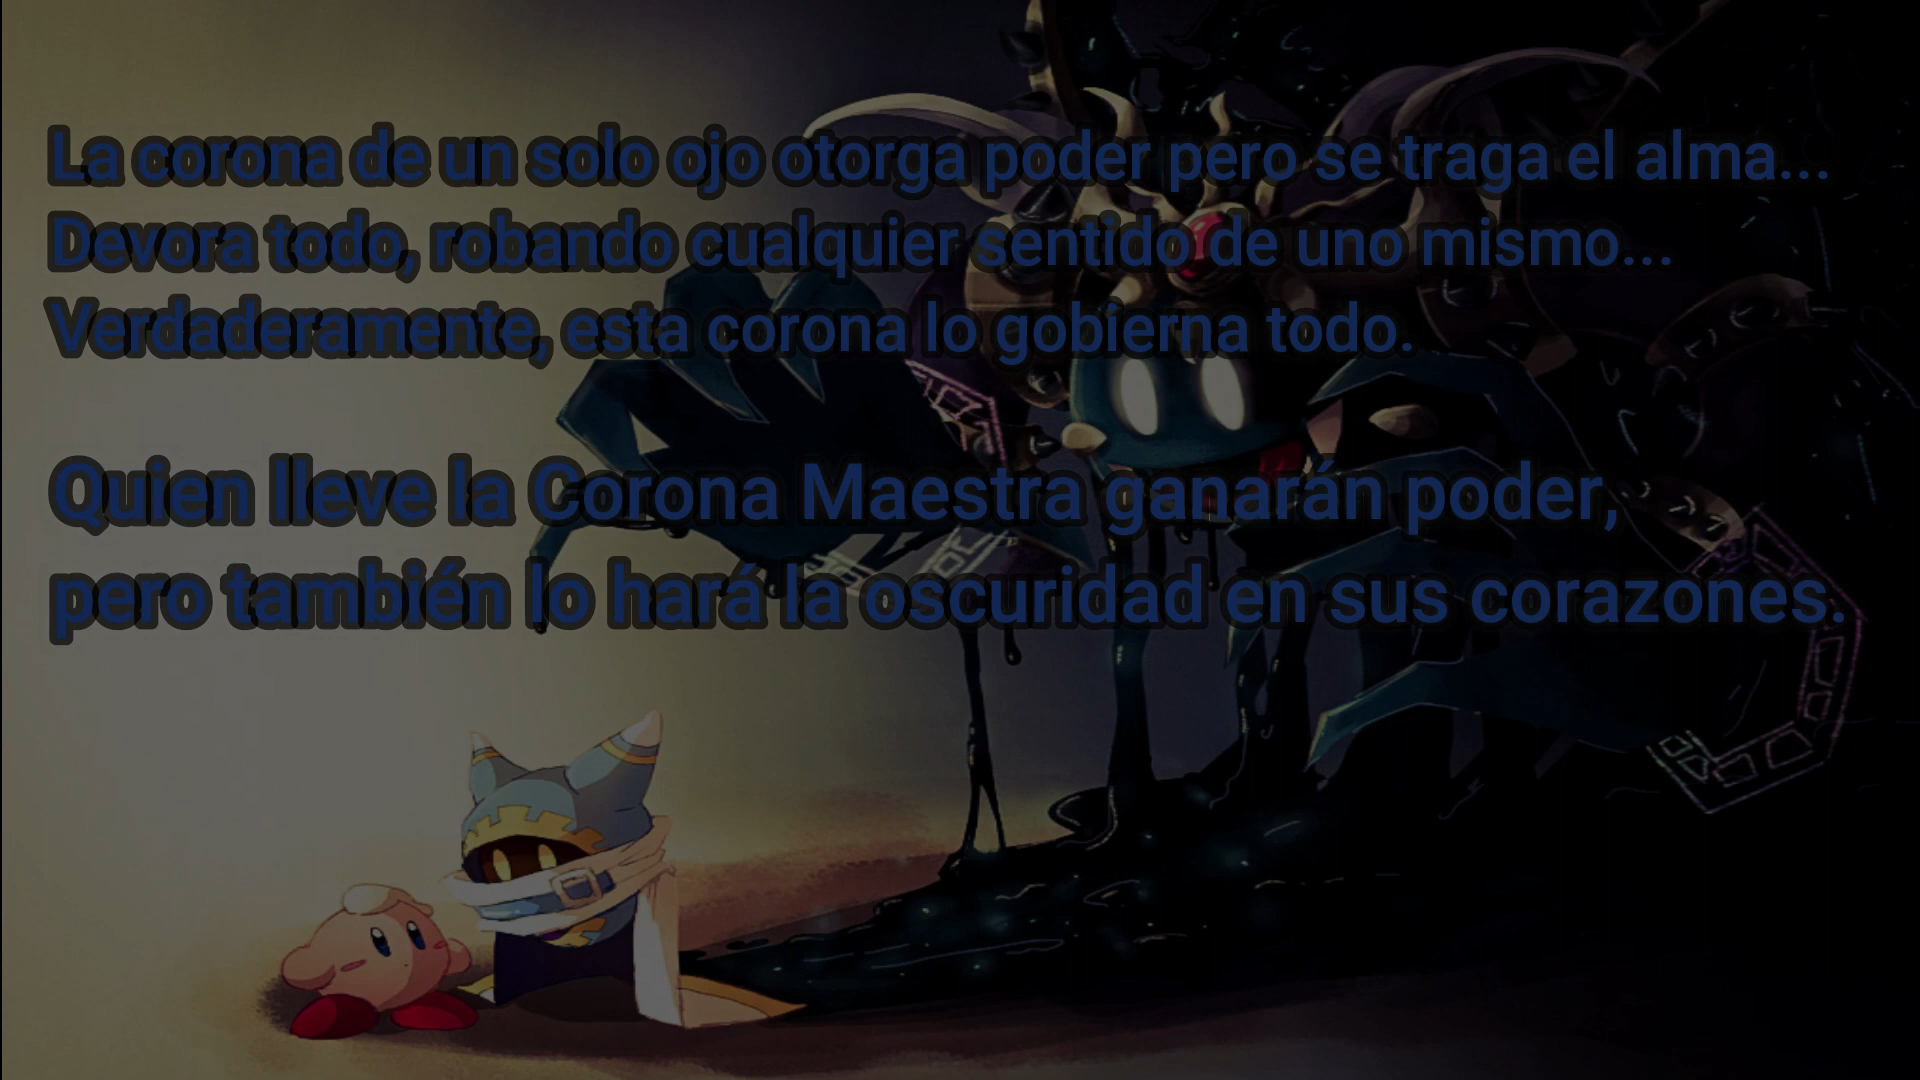 La corona de un solo ojo otorga poder pero se traga el alma...
Devora todo, robando cualquier sentido de uno mismo...
Verdaderamente, esta corona lo gobierna todo.
Quien lleve la Corona Maestra ganarán poder,
pero también lo hará la oscuridad en sus corazones.